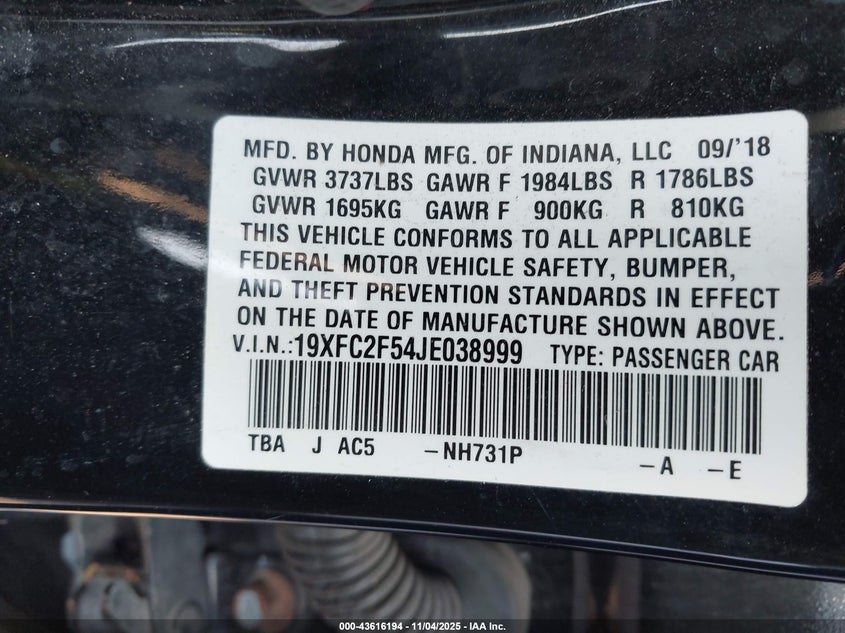 MFD. BY HONDA MFG. OF INDIANA, LLC 09/'18
GVWR 3737LBS GAWR F 1984LBS R 1786LBS
GVWR 1695KG GAWR F 900KG R 810KG
THIS VEHICLE CONFORMS TO ALL APPLICABLE
FEDERAL MOTOR VEHICLE SAFETY, BUMPER,
AND THEFT PREVENTION STANDARDS IN EFFECT
ON THE DATE OF MANUFACTURE SHOWN ABOVE.
V.I.N.:19XFC2F54JE038999 TYPE: PASSENGER CAR
TBA J AC5 –NH731P –A –E
000-43616194 — 11/04/2025 - IAA Inc.